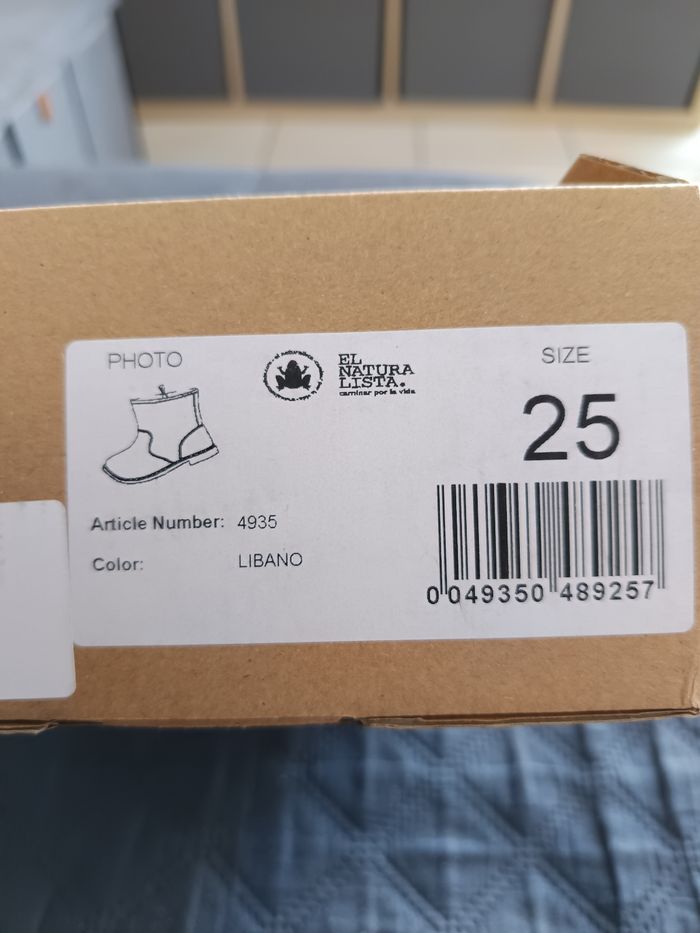 PHOTO
EL
NATURA
LISTA.
caminar por la vida
SIZE
25
Article Number: 4935
Color: LIBANO
0 049350 489257